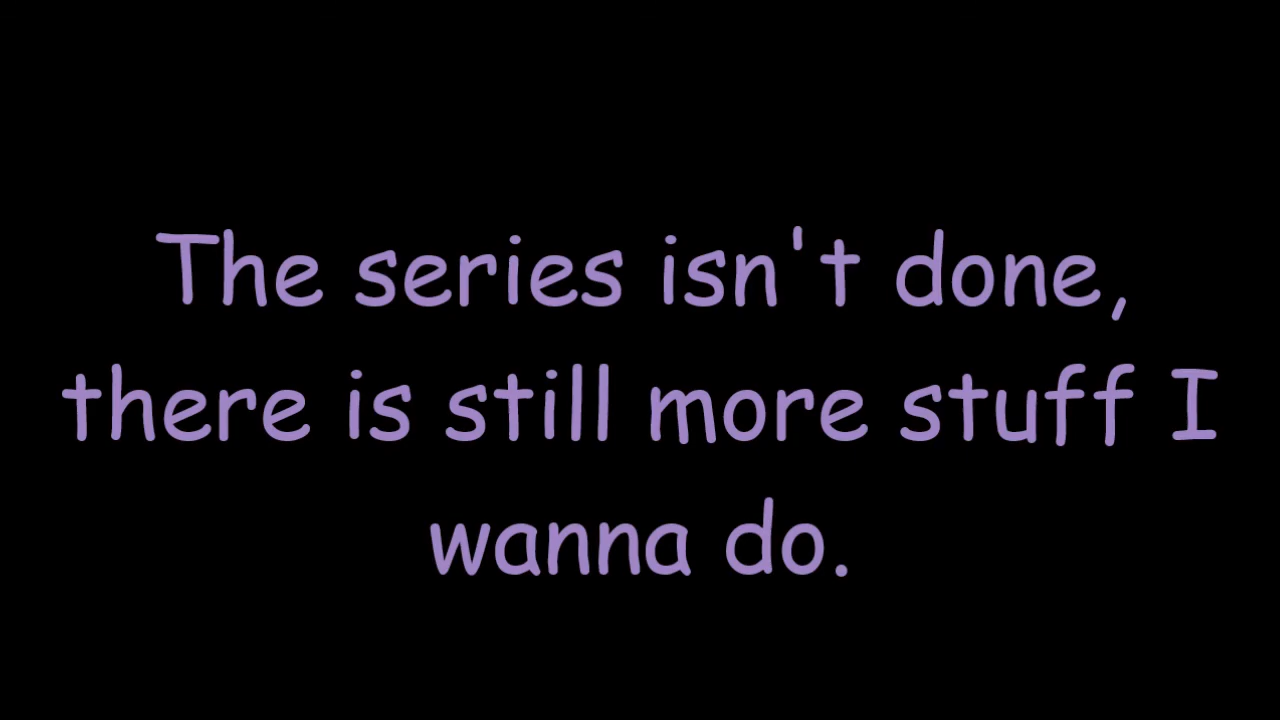 The series isn't done,
there is still more stuff I
wanna do.